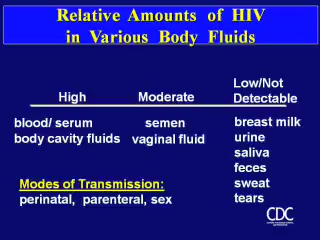 Relative Amounts of HIV
in Various Body Fluids
High
Moderate
Low/Not
Detectable
blood/ serum
body cavity fluids
semen
vaginal fluid
breast milk
urine
saliva
feces
sweat
tears
Modes of Transmission:
perinatal, parenteral, sex
CDC